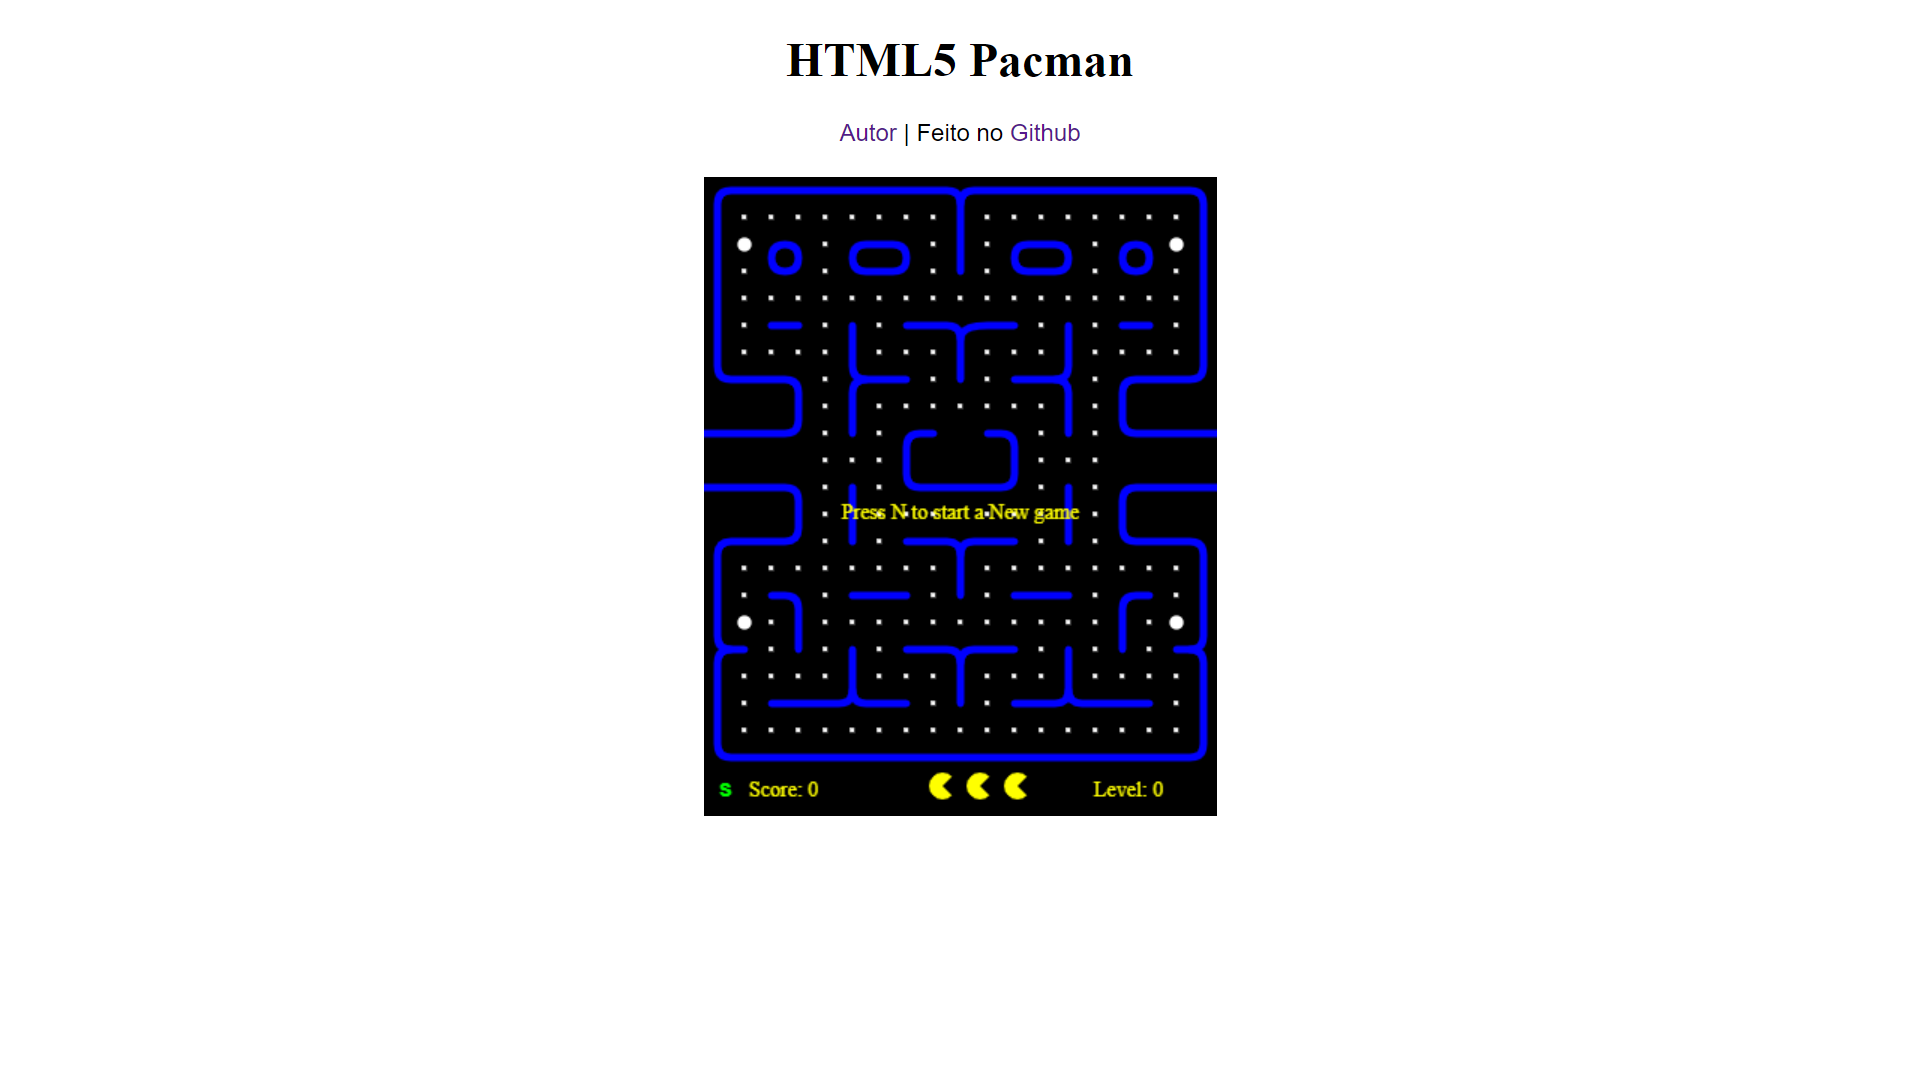 HTML5 Pacman
Autor | Feito no Github
Press N to start a New game
s Score: 0 Level: 0